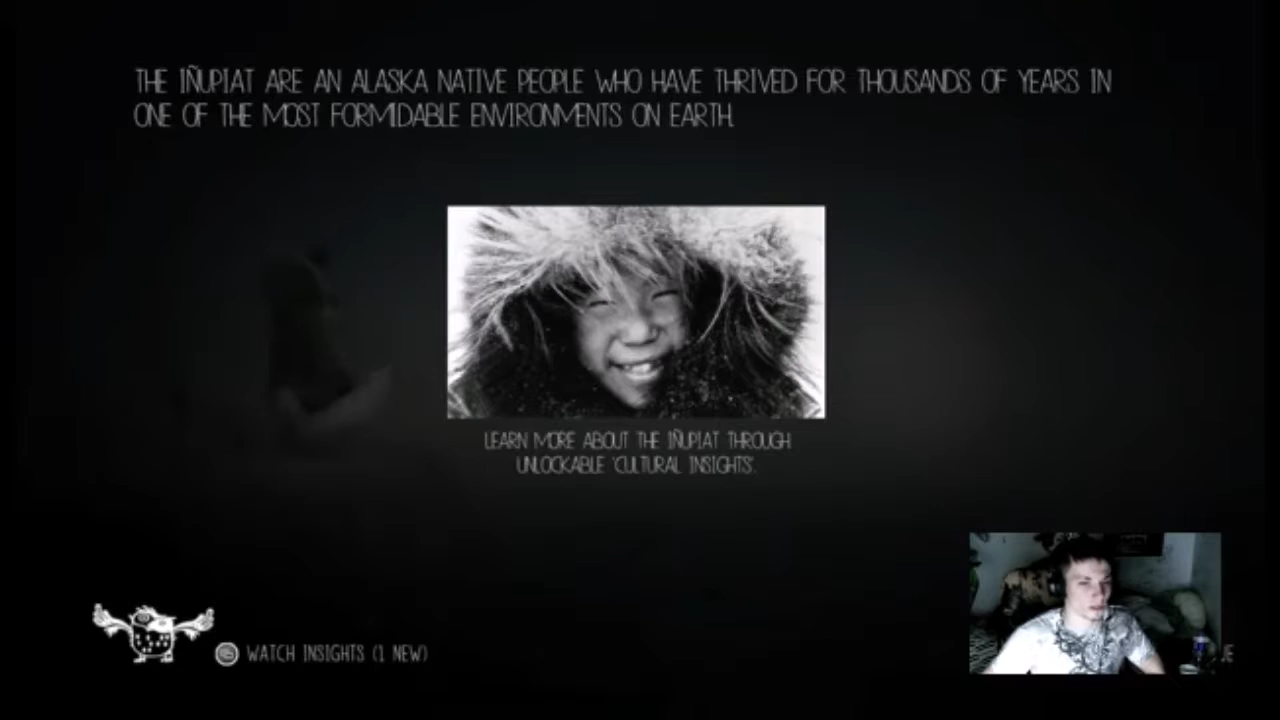 THE IÑUPIAT ARE AN ALASKA NATIVE PEOPLE WHO HAVE THRIVED FOR THOUSANDS OF YEARS IN
ONE OF THE MOST FORMIDABLE ENVIRONMENTS ON EARTH.
LEARN MORE ABOUT THE IÑUPIAT THROUGH
UNLOCKABLE 'CULTURAL INSIGHTS'.
WATCH INSIGHTS (1 NEW)